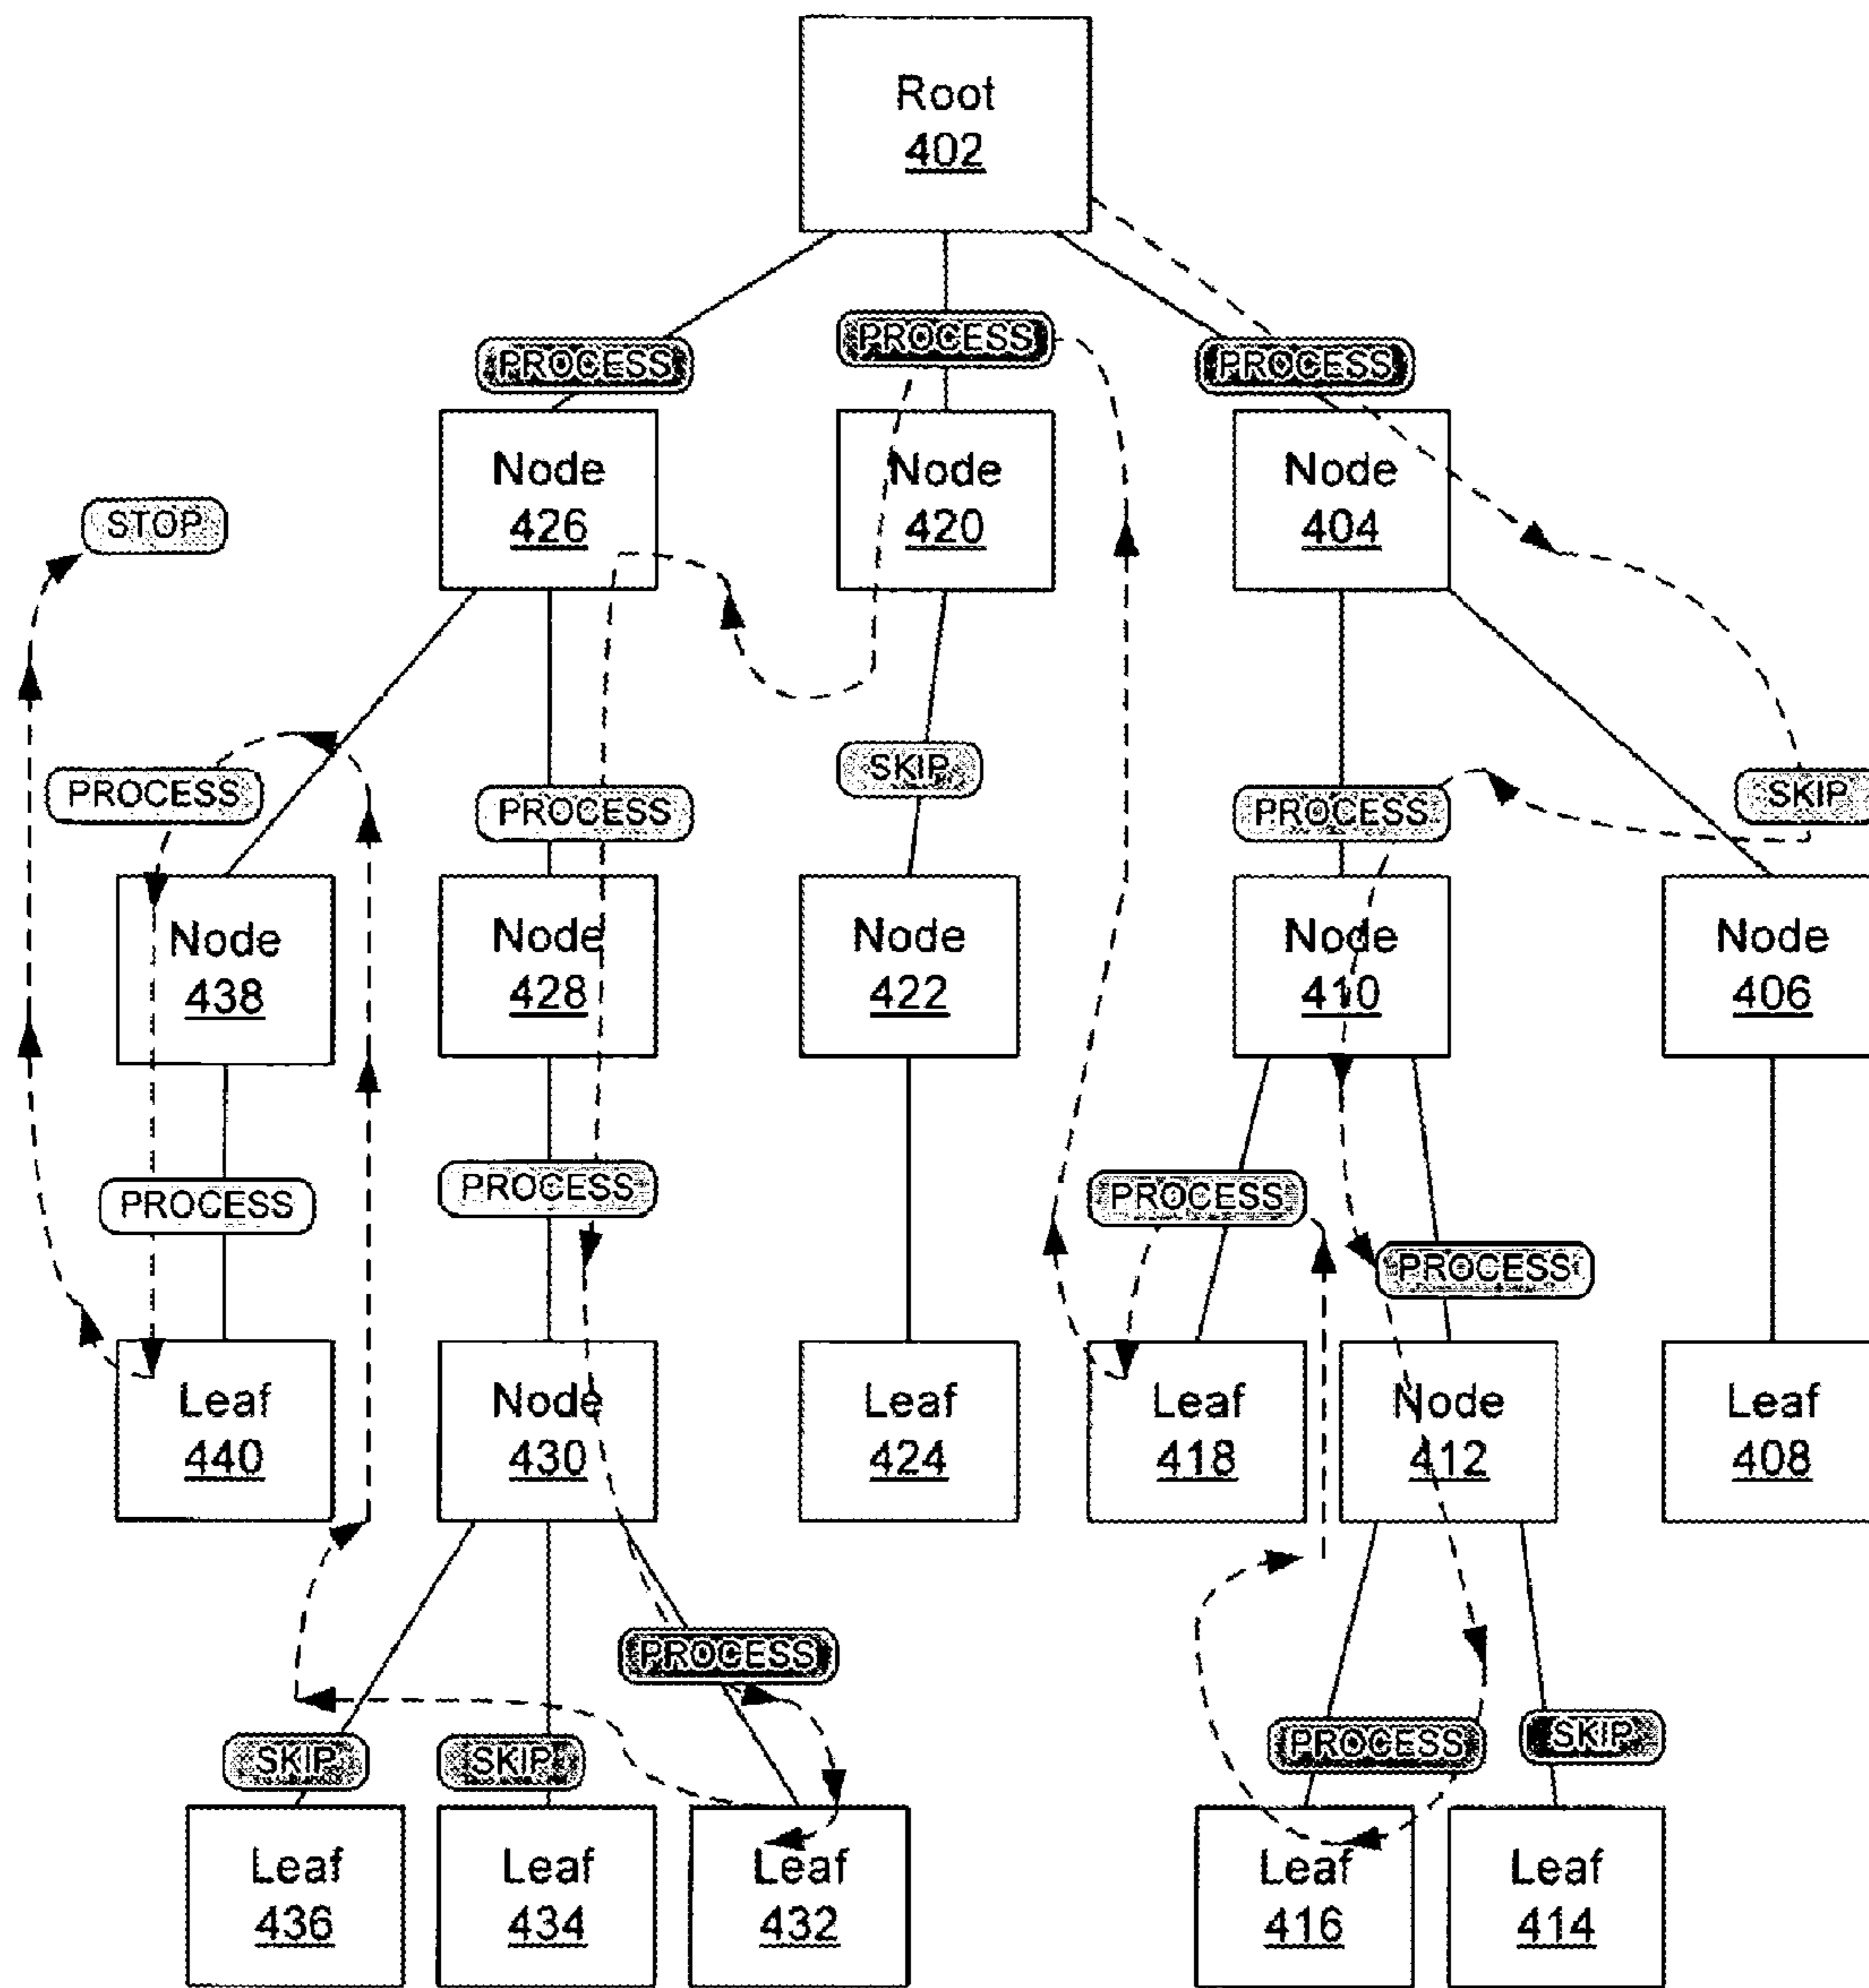 Root
402
PROCESS
PROCESS
PROCESS
Node
426
Node
420
Node
404
STOP
SKIP
PROCESS
PROCESS
PROCESS
SKIP
Node
438
Node
428
Node
422
Node
410
Node
406
PROCESS
PROCESS
PROCESS
PROCESS
Leaf
440
Node
430
Leaf
424
Leaf
418
Node
412
Leaf
408
PROCESS
SKIP
SKIP
PROCESS
SKIP
Leaf
436
Leaf
434
Leaf
432
Leaf
416
Leaf
414